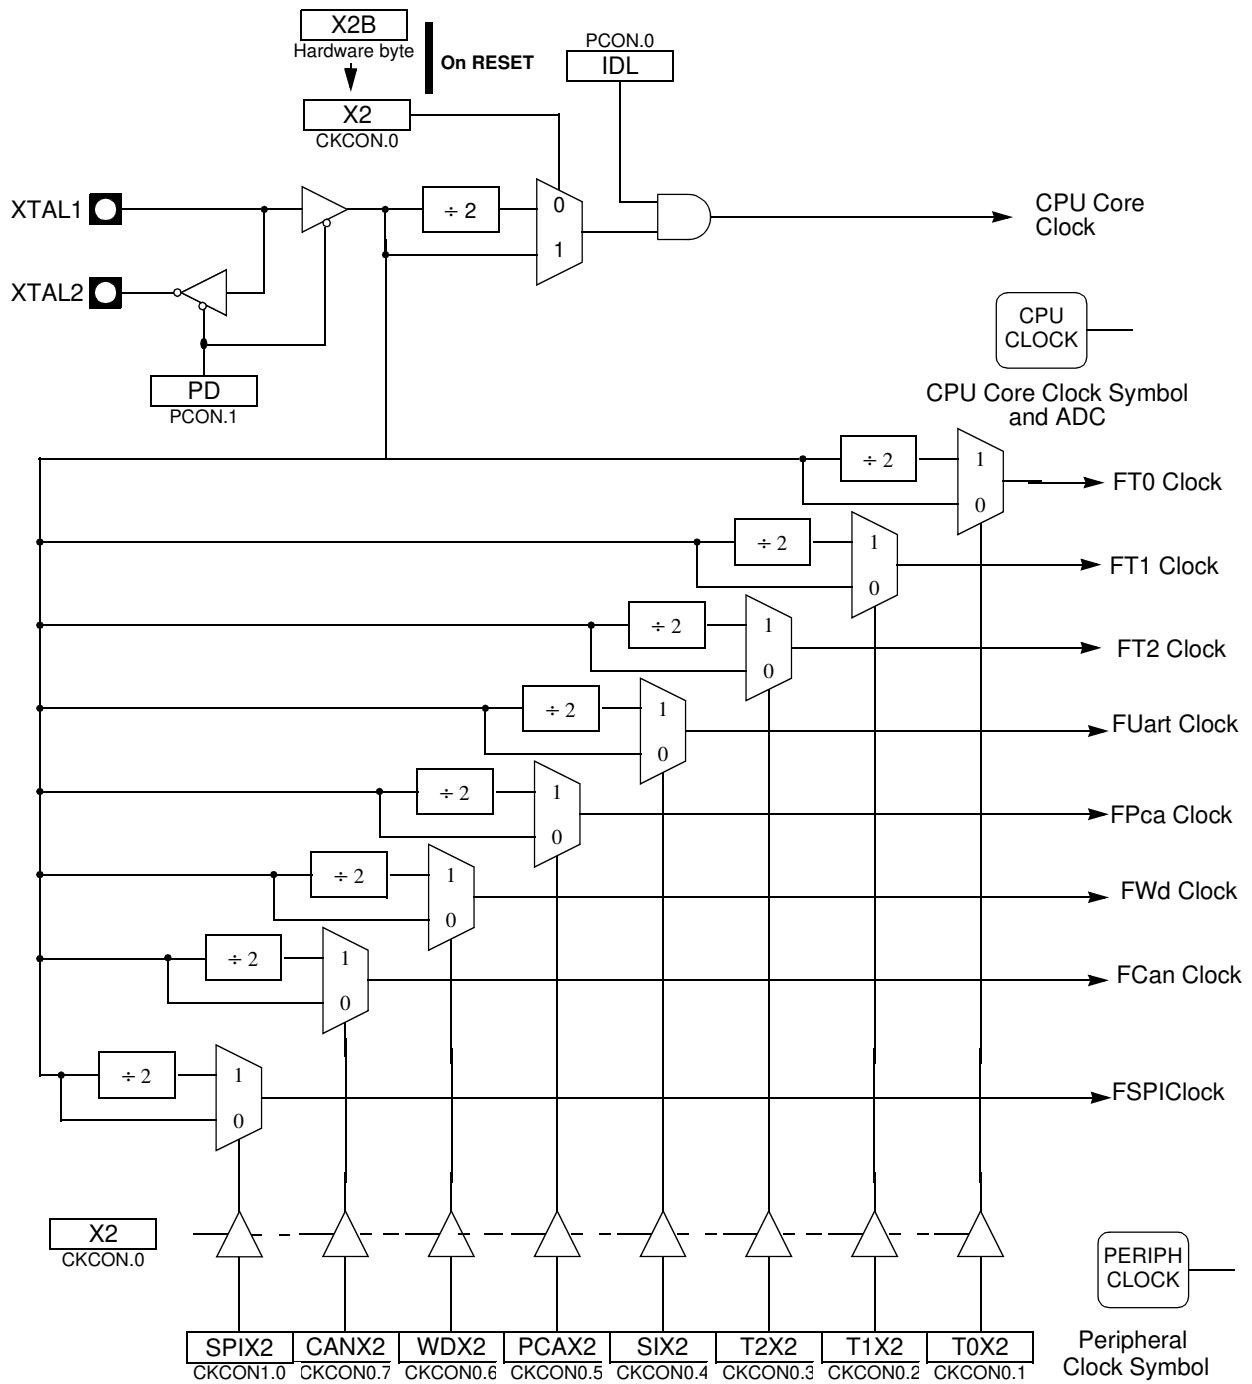 X2B
Hardware byte
On RESET
PCON.0
IDL
X2
CKCON.0
XTAL1
÷ 2
0
1
CPU Core
Clock
XTAL2
PD
PCON.1
CPU
CLOCK
CPU Core Clock Symbol
and ADC
÷ 2
1
0
FT0 Clock
÷ 2
1
0
FT1 Clock
÷ 2
1
0
FT2 Clock
÷ 2
1
0
FUart Clock
÷ 2
1
0
FPca Clock
÷ 2
1
0
FWd Clock
÷ 2
1
0
FCan Clock
÷ 2
1
0
FSPIClock
X2
CKCON.0
PERIPH
CLOCK
Peripheral
Clock Symbol
SPIX2
CKCON1.0
CANX2
CKCON0.7
WDX2
CKCON0.6
PCAX2
CKCON0.5
SIX2
CKCON0.4
T2X2
CKCON0.3
T1X2
CKCON0.2
T0X2
CKCON0.1